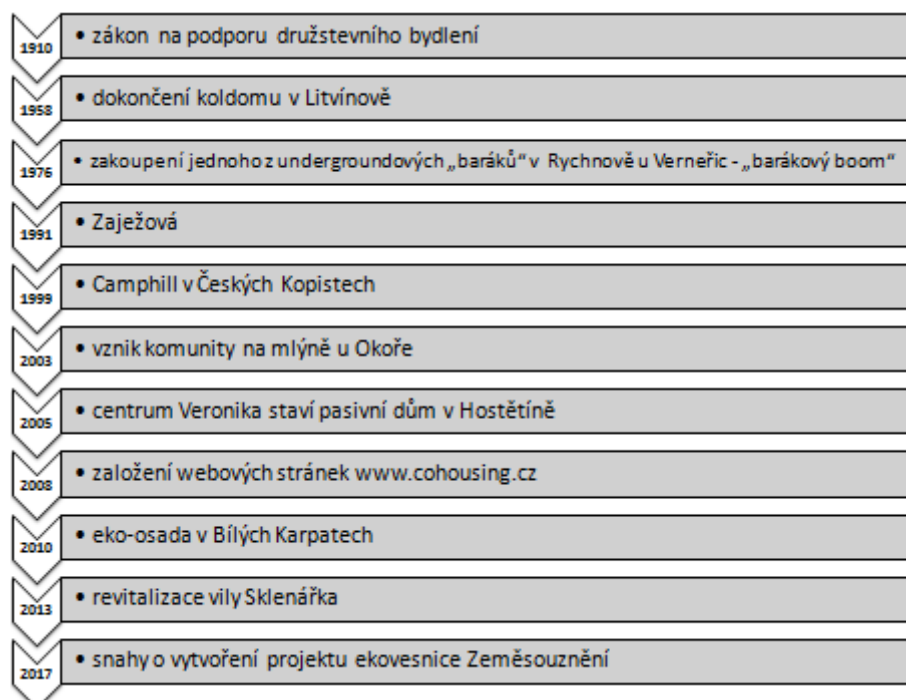 1910 • zákon na podporu družstevního bydlení
1958 • dokončení koldomu v Litvínově
1976 • zakoupení jednoho z undergroundových „baráků“ v Rychnově u Verneřic - „barákový boom“
1991 • Zaježová
1999 • Camphill v Českých Kopistech
2003 • vznik komunity na mlýně u Okoře
2005 • centrum Veronika staví pasivní dům v Hostětíně
2008 • založení webových stránek www.cohousing.cz
2010 • eko-osada v Bílých Karpatech
2013 • revitalizace vily Sklenářka
2017 • snahy o vytvoření projektu ekovesnice Zeměsouznění